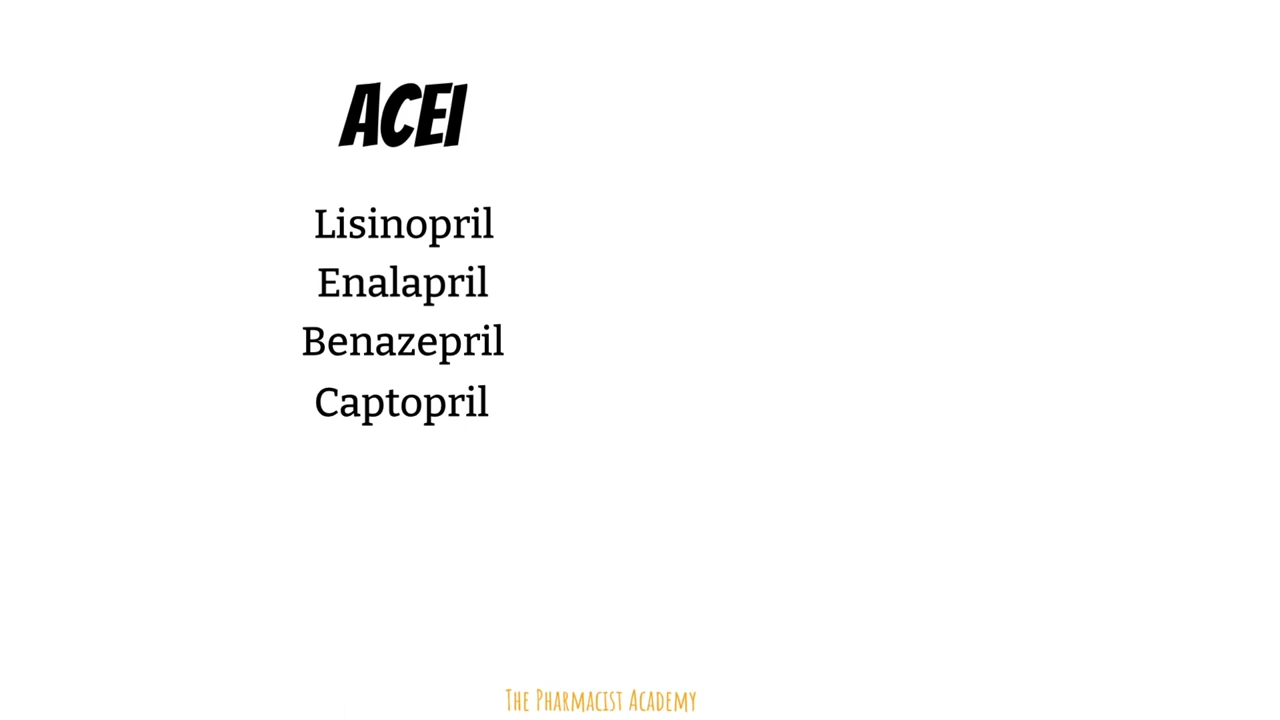 ACEI
Lisinopril
Enalapril
Benazepril
Captopril
The Pharmacist Academy